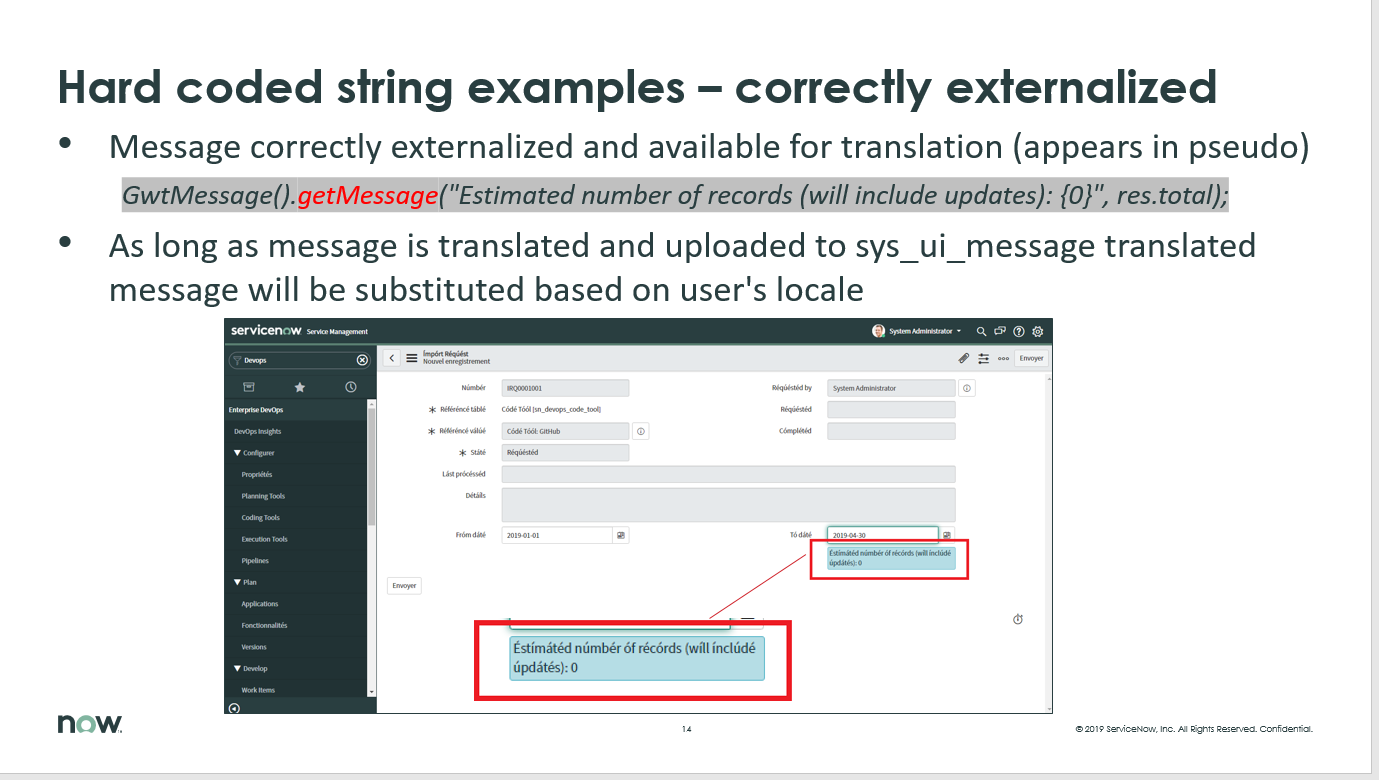 Hard coded string examples – correctly externalized
• Message correctly externalized and available for translation (appears in pseudo)
GwtMessage().getMessage("Estimated number of records (will include updates): {0}", res.total);
• As long as message is translated and uploaded to sys_ui_message translated
message will be substituted based on user's locale
servicenow Service Management
System Administrator
Devops
Ímpórt Réqúést
Nouvel enregistrement
Envoyer
Enterprise DevOps
DevOps Insights
Configurer
Propriétés
Planning Tools
Coding Tools
Execution Tools
Pipelines
Plan
Applications
Fonctionnalités
Versions
Develop
Work Items
Númbér
IRQ0001001
Réqúéstéd by
System Administrator
Référéncé táblé
Códé Tóól [sn_devops_code_tool]
Réqúéstéd
Référéncé válúé
Códé Tóól: GitHub
Cómplétéd
Státé
Réqúéstéd
Lást prócésséd
Détáíls
Fróm dáté
2019-01-01
Tó dáté
2019-04-30
Éstímátéd númbér óf récórds (wíll ínclúdé
úpdátés): 0
Envoyer
Éstímátéd númbér óf récórds (wíll ínclúdé
úpdátés): 0
now
14
© 2019 ServiceNow, Inc. All Rights Reserved. Confidential.